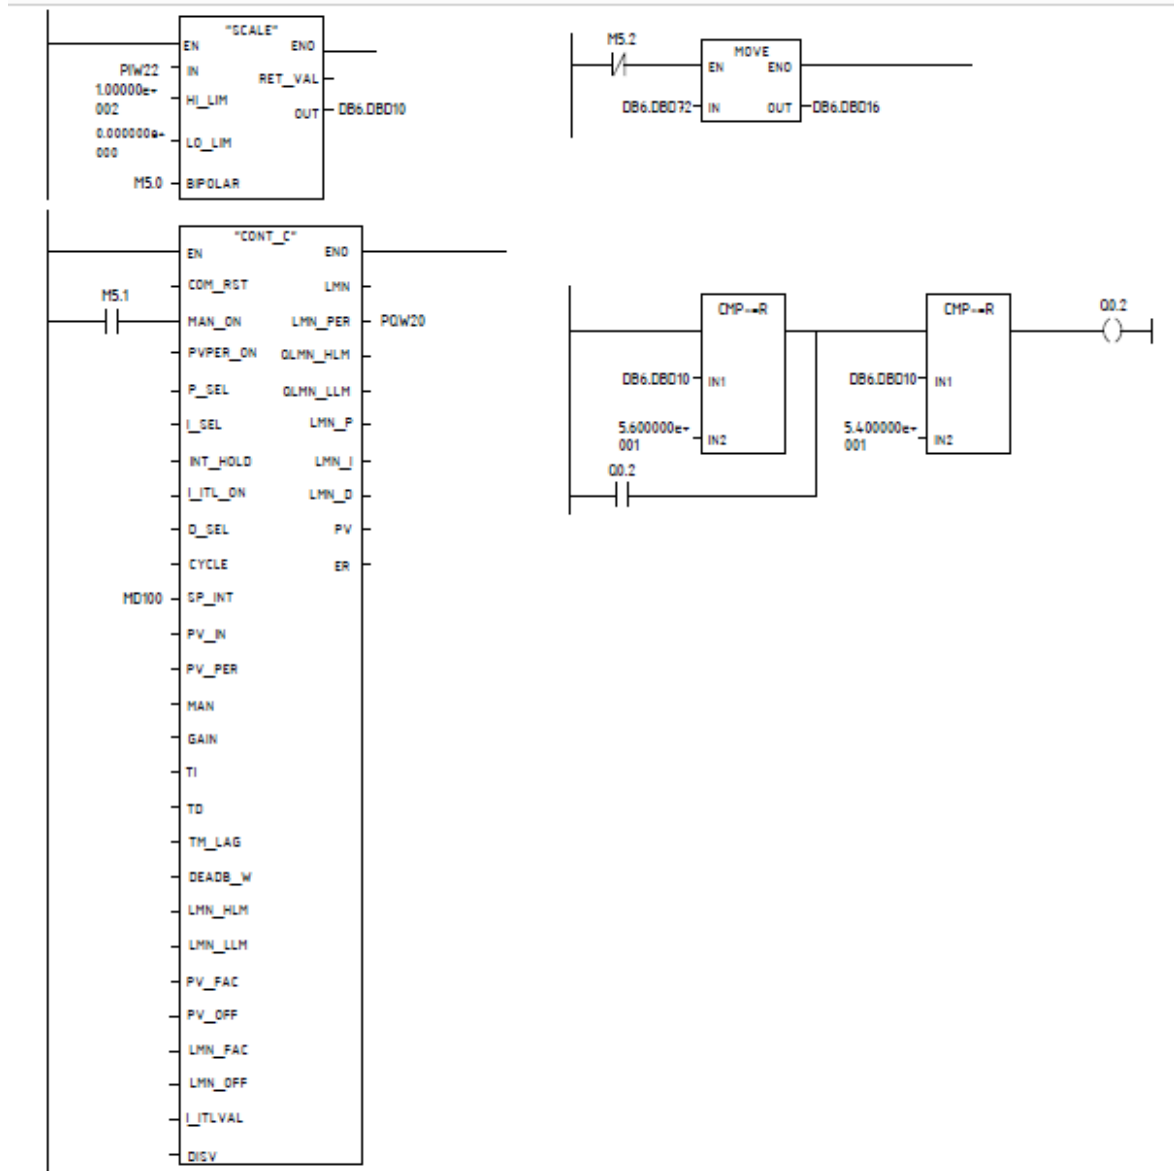 "SCALE"
EN ENO
PIW22 IN
RET_VAL
1.00000e+
002
HI_LIM
OUT DB6.DBD10
0.000000e+
000
LO_LIM
M5.0 BIPOLAR
M5.2
MOVE
EN ENO
DB6.DBD72 IN OUT DB6.DBD16
"CONT_C"
EN ENO
COM_RST LMN
M5.1
MAN_ON LMN_PER PQW20
PVPER_ON QLMN_HLM
P_SEL QLMN_LLM
I_SEL LMN_P
INT_HOLD LMN_I
I_ITL_ON LMN_D
D_SEL PV
CYCLE ER
MD100 SP_INT
PV_IN
PV_PER
MAN
GAIN
TI
TD
TM_LAG
DEADB_W
LMN_HLM
LMN_LLM
PV_FAC
PV_OFF
LMN_FAC
LMN_OFF
I_ITLVAL
DISV
CMP
DB6.DBD10 IN1
5.600000e+
001
IN2
Q0.2
CMP
DB6.DBD10 IN1
5.400000e+
001
IN2
Q0.2